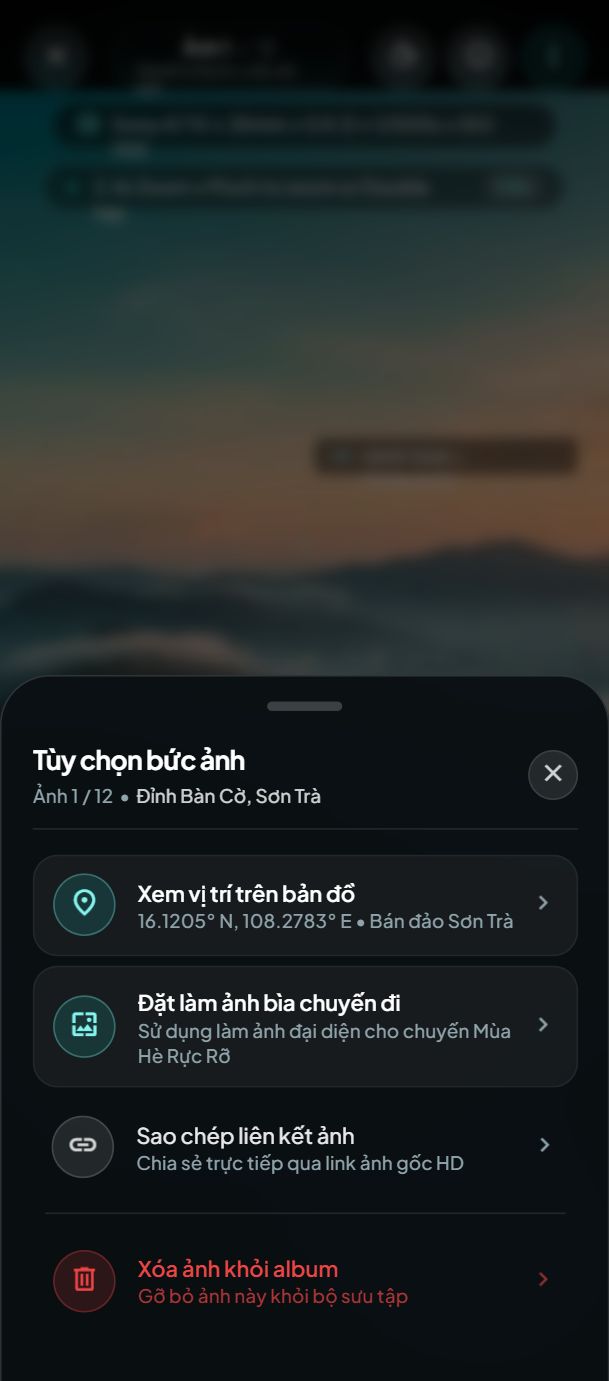 Tùy chọn bức ảnh
Ảnh 1 / 12 • Đỉnh Bàn Cờ, Sơn Trà
Xem vị trí trên bản đồ
16.1205° N, 108.2783° E • Bán đảo Sơn Trà
Đặt làm ảnh bìa chuyến đi
Sử dụng làm ảnh đại diện cho chuyến Mùa
Hè Rực Rỡ
Sao chép liên kết ảnh
Chia sẻ trực tiếp qua link ảnh gốc HD
Xóa ảnh khỏi album
Gỡ bỏ ảnh này khỏi bộ sưu tập